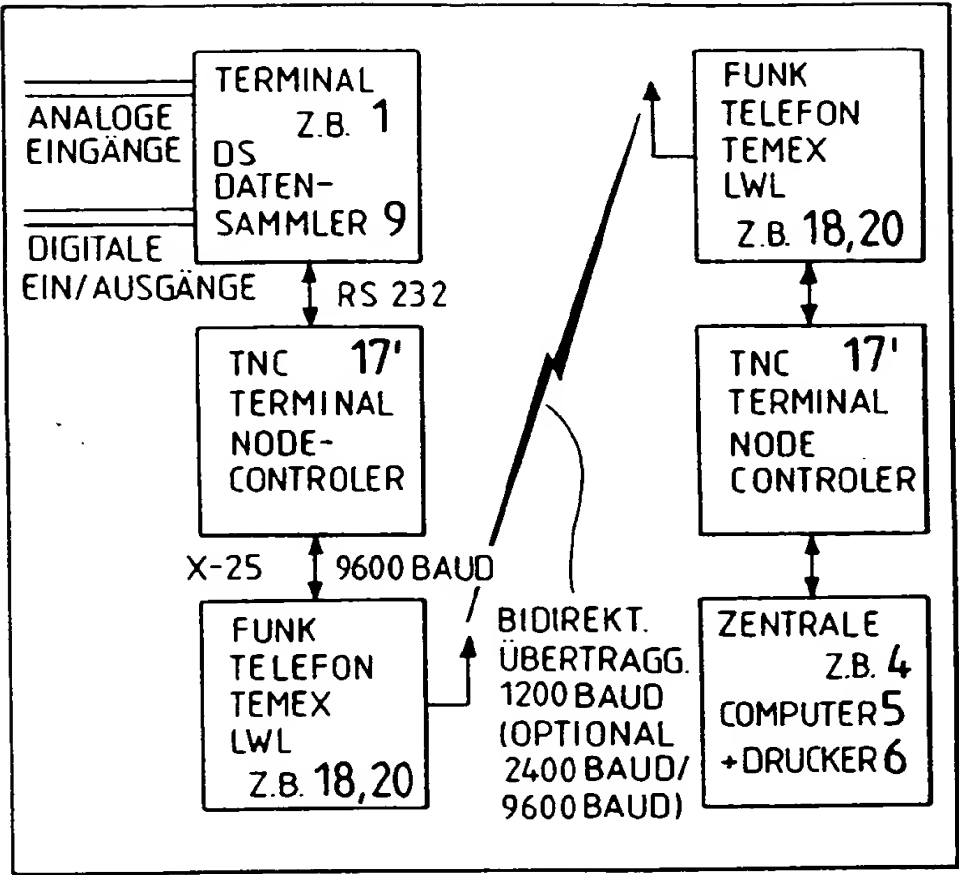 ANALOGE
EINGÄNGE
DIGITALE
EIN/AUSGÄNGE
TERMINAL
Z.B. 1
DS
DATEN-
SAMMLER 9
RS 232
TNC 17'
TERMINAL
NODE-
CONTROLER
X-25 9600 BAUD
FUNK
TELEFON
TEMEX
LWL
Z.B. 18,20
BIDIREKT.
ÜBERTRAGG.
1200 BAUD
(OPTIONAL
2400 BAUD/
9600 BAUD)
FUNK
TELEFON
TEMEX
LWL
Z.B. 18,20
TNC 17'
TERMINAL
NODE
CONTROLER
ZENTRALE
Z.B. 4
COMPUTER 5
+DRUCKER 6